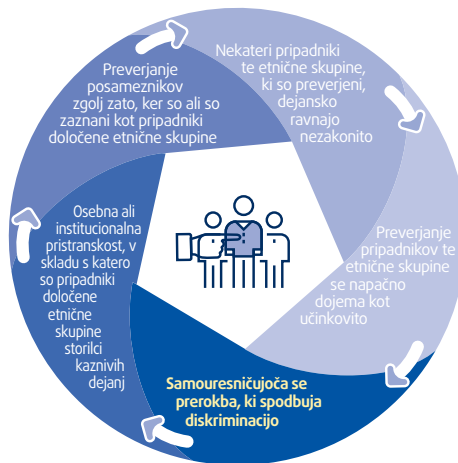 Preverjanje
posameznikov
zgolj zato, ker so ali so
zaznani kot pripadniki
določene etnične skupine
Nekateri pripadniki
te etnične skupine,
ki so preverjeni,
dejansko
ravnajo
nezakonito
Preverjanje
pripadnikov te
etnične skupine
se napačno
dojema kot
učinkovito
Samouresničujoča se
prerokba, ki spodbuja
diskriminacijo
Osebna ali
institucionalna
pristranskost, v
skladu s katero
so pripadniki
določene
etnične
skupine
storilci
kaznivih
dejanj